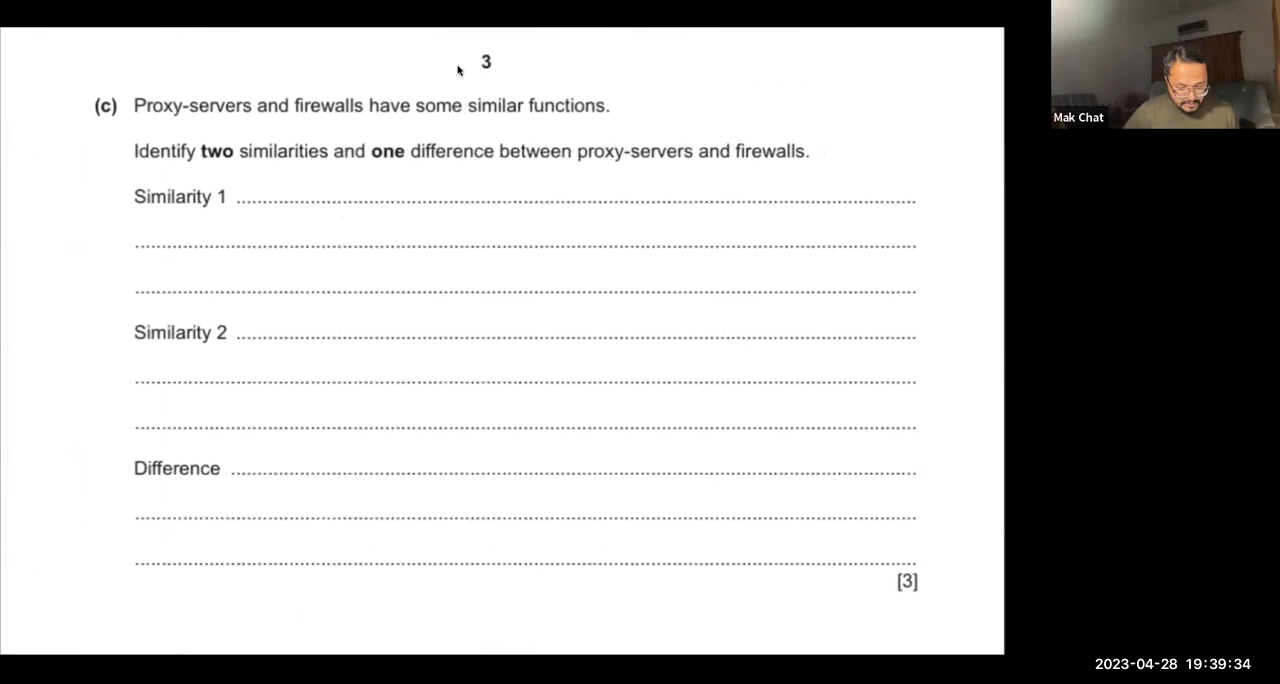 3
(c) Proxy-servers and firewalls have some similar functions.
Identify two similarities and one difference between proxy-servers and firewalls.
Similarity 1
Similarity 2
Difference
[3]
Mak Chat
2023-04-28 19:39:34